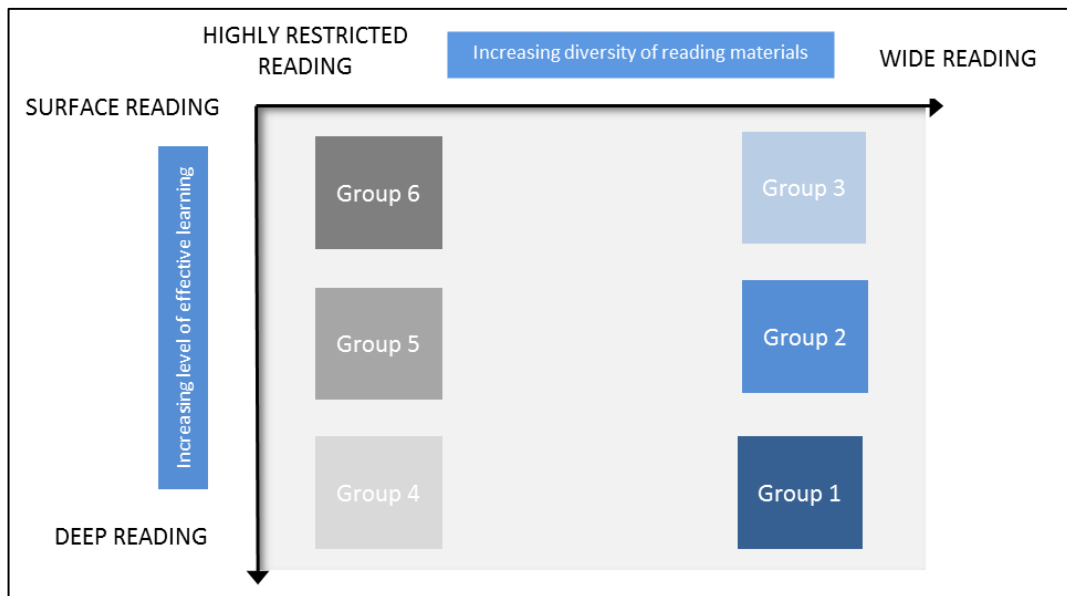 HIGHLY RESTRICTED
READING
Increasing diversity of reading materials
WIDE READING
SURFACE READING
Increasing level of effective learning
DEEP READING
Group 6
Group 3
Group 5
Group 2
Group 4
Group 1